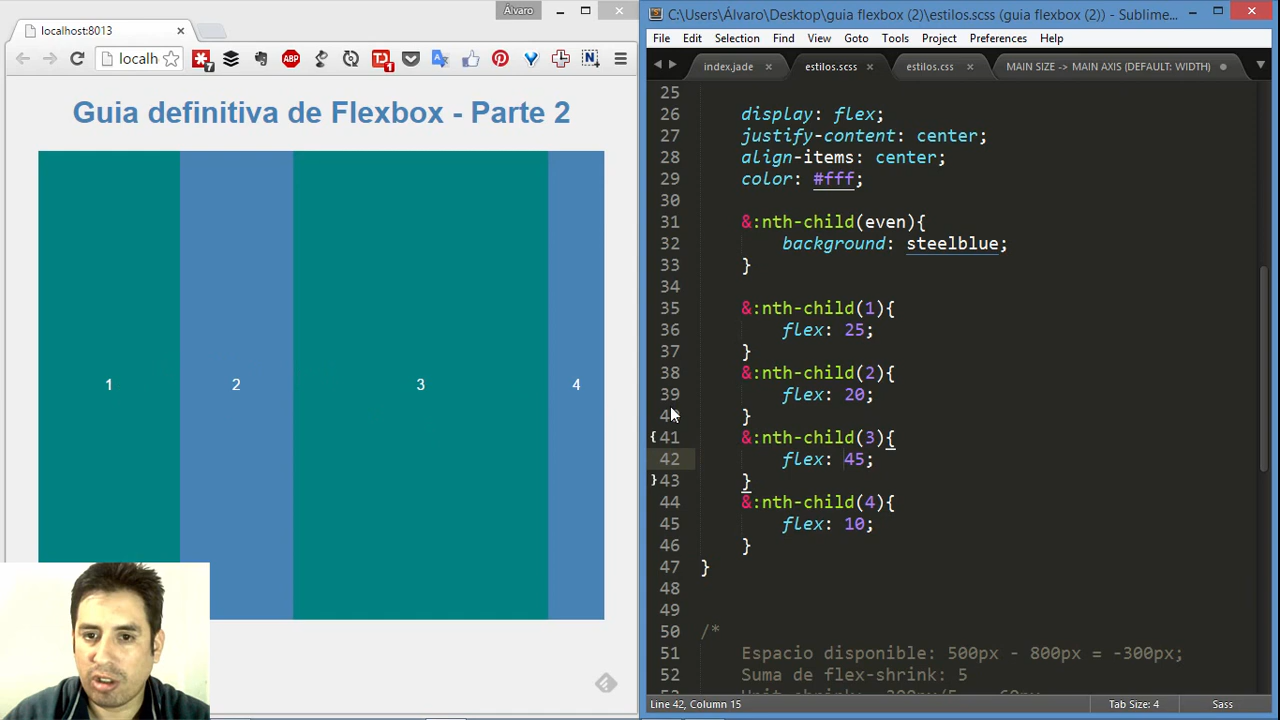 Álvaro
localhost:8013
localh
7
ABP
TD
1
Guia definitiva de Flexbox - Parte 2
1
2
3
4
C:\Users\Álvaro\Desktop\guia flexbox (2)\estilos.scss (guia flexbox (2)) - Sublime...
File Edit Selection Find View Goto Tools Project Preferences Help
index.jade estilos.scss estilos.css MAIN SIZE -> MAIN AXIS (DEFAULT: WIDTH)
25
26 display: flex;
27 justify-content: center;
28 align-items: center;
29 color: #fff;
30
31 &:nth-child(even){
32 background: steelblue;
33 }
34
35 &:nth-child(1){
36 flex: 25;
37 }
38 &:nth-child(2){
39 flex: 20;
}
{ 41 &:nth-child(3){
42 flex: 45;
} 43 }
44 &:nth-child(4){
45 flex: 10;
46 }
47 }
48
49
50 /*
51 Espacio disponible: 500px - 800px = -300px;
52 Suma de flex-shrink: 5
Line 42, Column 15 Tab Size: 4 Sass